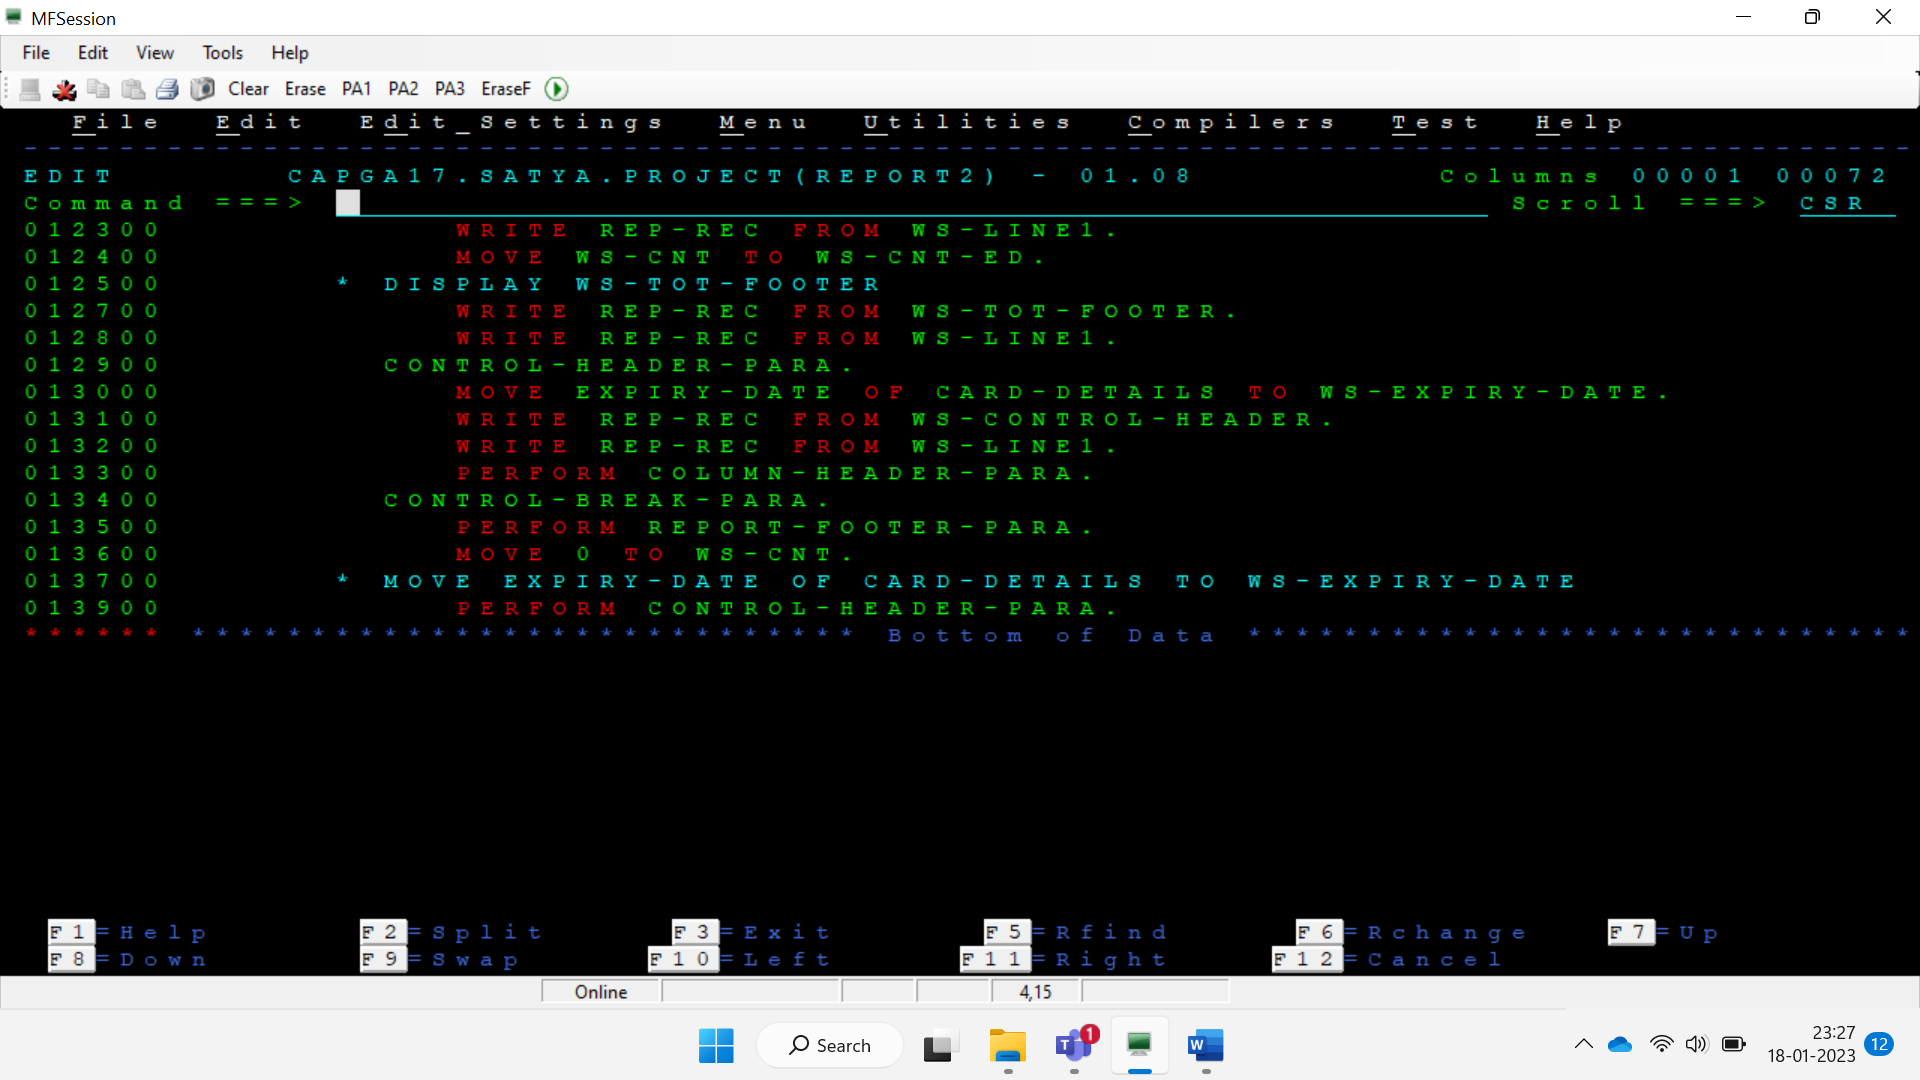 MFSession
File Edit View Tools Help
Clear Erase PA1 PA2 PA3 EraseF
File Edit Edit_Settings Menu Utilities Compilers Test Help
EDIT CAPGA17.SATYA.PROJECT(REPORT2) - 01.08 Columns 00001 00072
Command ===> Scroll ===> CSR
012300 WRITE REP-REC FROM WS-LINE1.
012400 MOVE WS-CNT TO WS-CNT-ED.
012500 * DISPLAY WS-TOT-FOOTER
012700 WRITE REP-REC FROM WS-TOT-FOOTER.
012800 WRITE REP-REC FROM WS-LINE1.
012900 CONTROL-HEADER-PARA.
013000 MOVE EXPIRY-DATE OF CARD-DETAILS TO WS-EXPIRY-DATE.
013100 WRITE REP-REC FROM WS-CONTROL-HEADER.
013200 WRITE REP-REC FROM WS-LINE1.
013300 PERFORM COLUMN-HEADER-PARA.
013400 CONTROL-BREAK-PARA.
013500 PERFORM REPORT-FOOTER-PARA.
013600 MOVE 0 TO WS-CNT.
013700 * MOVE EXPIRY-DATE OF CARD-DETAILS TO WS-EXPIRY-DATE
013900 PERFORM CONTROL-HEADER-PARA.
****** **************************** Bottom of Data ****************************
F1=Help F2=Split F3=Exit F5=Rfind F6=Rchange F7=Up
F8=Down F9=Swap F10=Left F11=Right F12=Cancel
Online 4,15
Search 1 23:27 12
18-01-2023